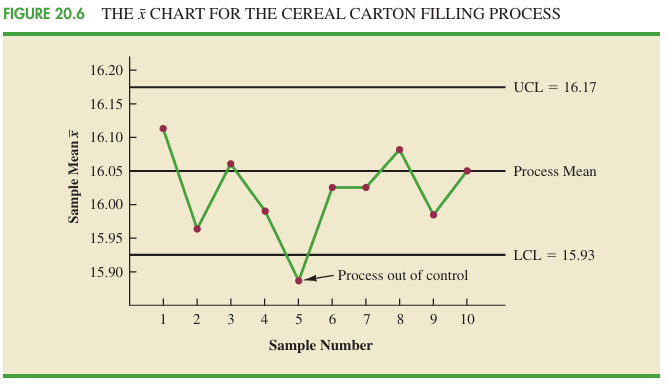 FIGURE 20.6 THE x̄ CHART FOR THE CEREAL CARTON FILLING PROCESS
16.20
UCL = 16.17
16.15
16.10
Sample Mean x̄
16.05
Process Mean
16.00
15.95
LCL = 15.93
15.90
Process out of control
1 2 3 4 5 6 7 8 9 10
Sample Number